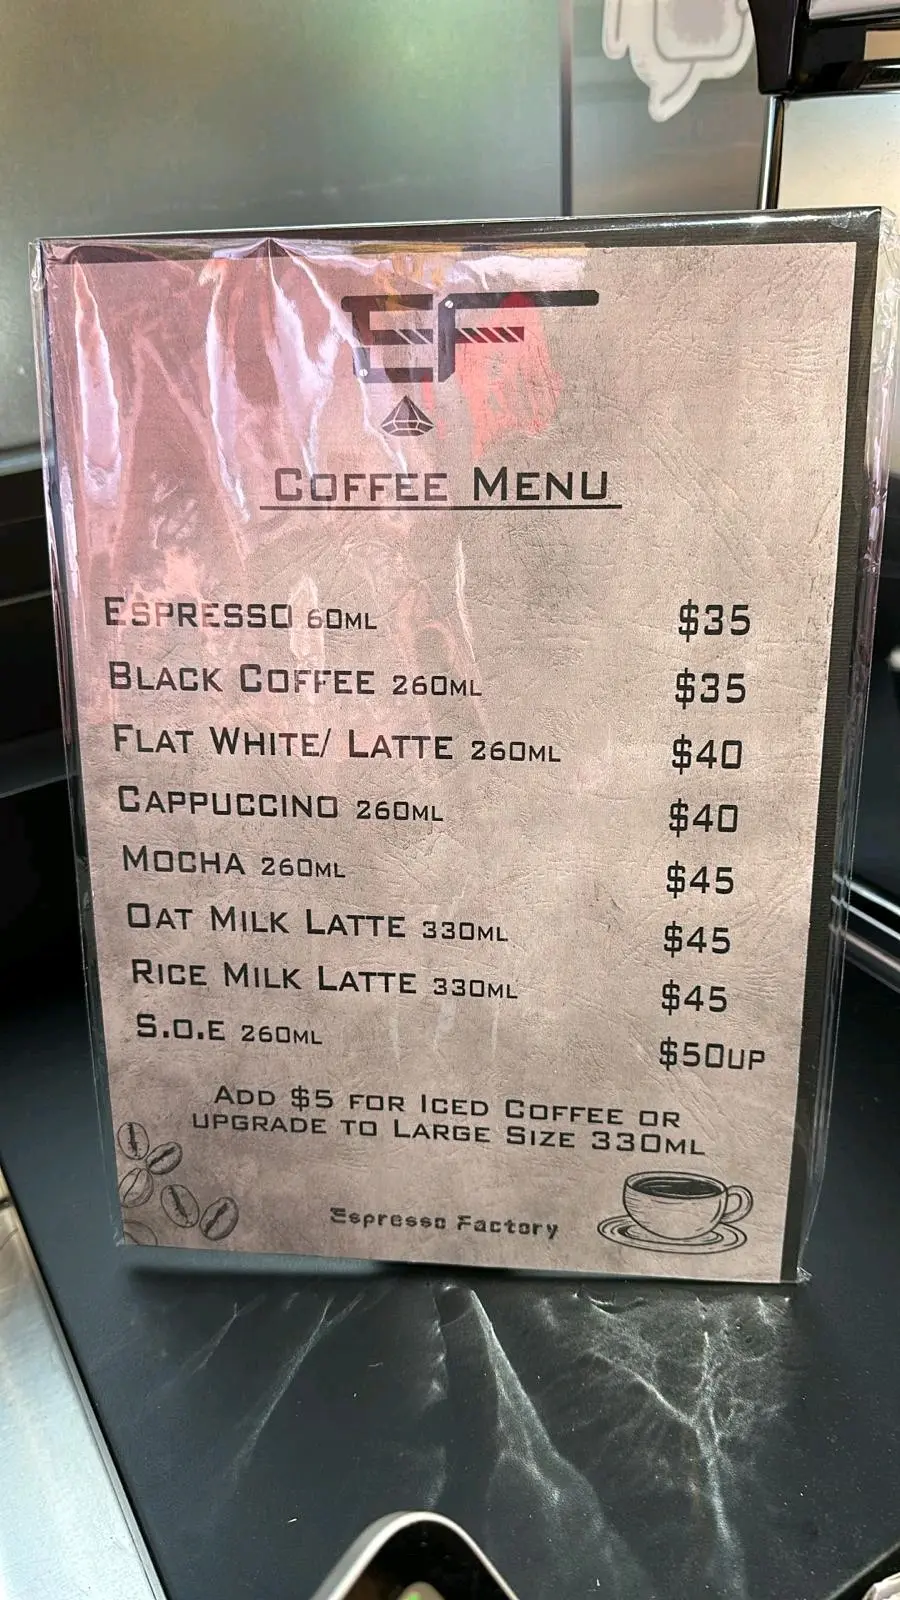 EF
COFFEE MENU
ESPRESSO 60ML $35
BLACK COFFEE 260ML $35
FLAT WHITE/ LATTE 260ML $40
CAPPUCCINO 260ML $40
MOCHA 260ML $45
OAT MILK LATTE 330ML $45
RICE MILK LATTE 330ML $45
S.O.E 260ML $50UP
ADD $5 FOR ICED COFFEE OR
UPGRADE TO LARGE SIZE 330ML
Espresso Factory